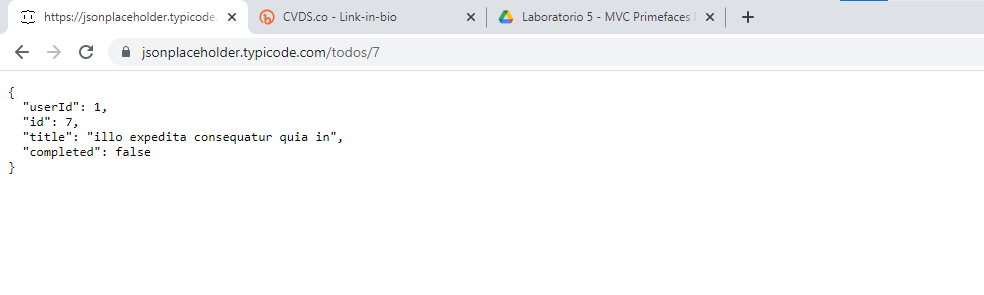 https://jsonplaceholder.typicode.
CVDS.co - Link-in-bio
Laboratorio 5 - MVC Primefaces
jsonplaceholder.typicode.com/todos/7
{
"userId": 1,
"id": 7,
"title": "illo expedita consequatur quia in",
"completed": false
}